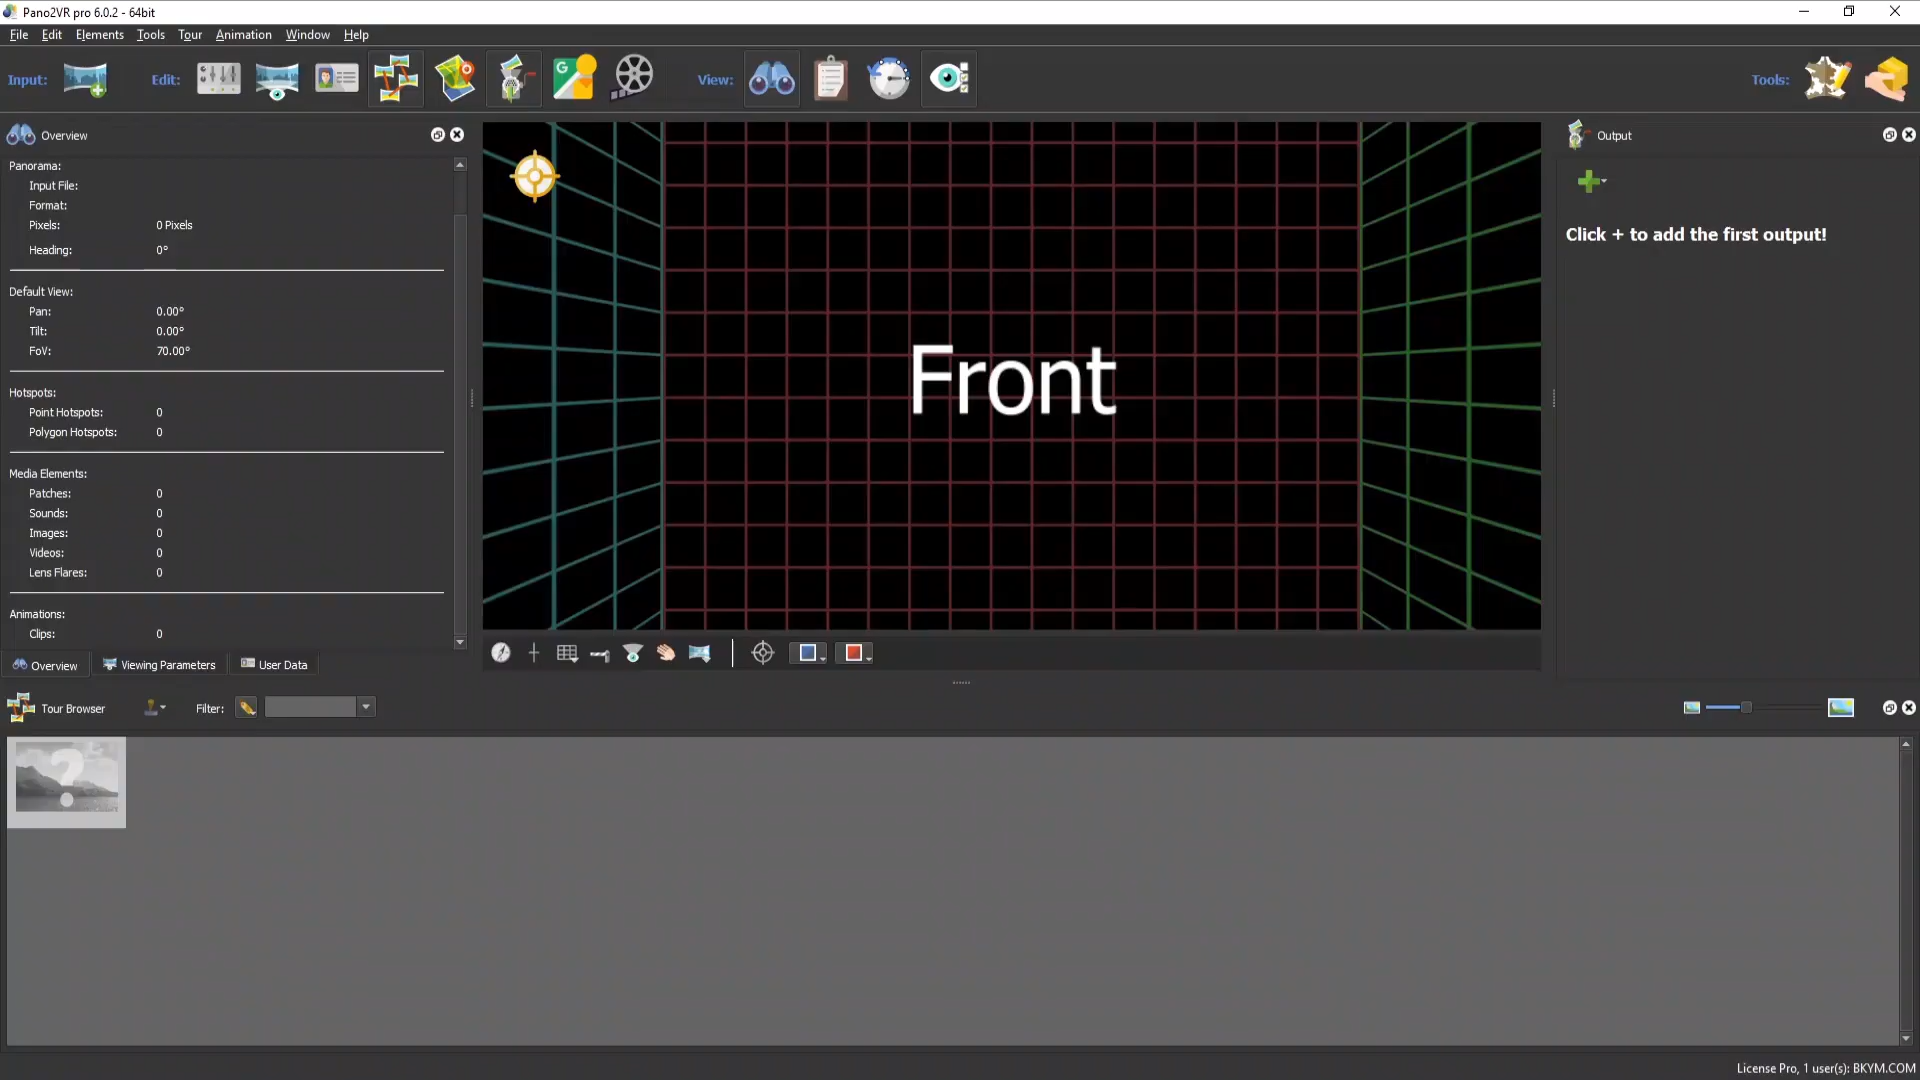 Pano2VR pro 6.0.2 - 64bit
File Edit Elements Tools Tour Animation Window Help
Input: Edit: View: Tools:
G
Overview
Panorama:
Input File:
Format:
Pixels: 0 Pixels
Heading: 0°
Default View:
Pan: 0.00°
Tilt: 0.00°
FoV: 70.00°
Hotspots:
Point Hotspots: 0
Polygon Hotspots: 0
Media Elements:
Patches: 0
Sounds: 0
Images: 0
Videos: 0
Lens Flares: 0
Animations:
Clips: 0
Overview Viewing Parameters User Data
Front
Output
Click + to add the first output!
Tour Browser Filter:
?
License Pro, 1 user(s): BKYM.COM